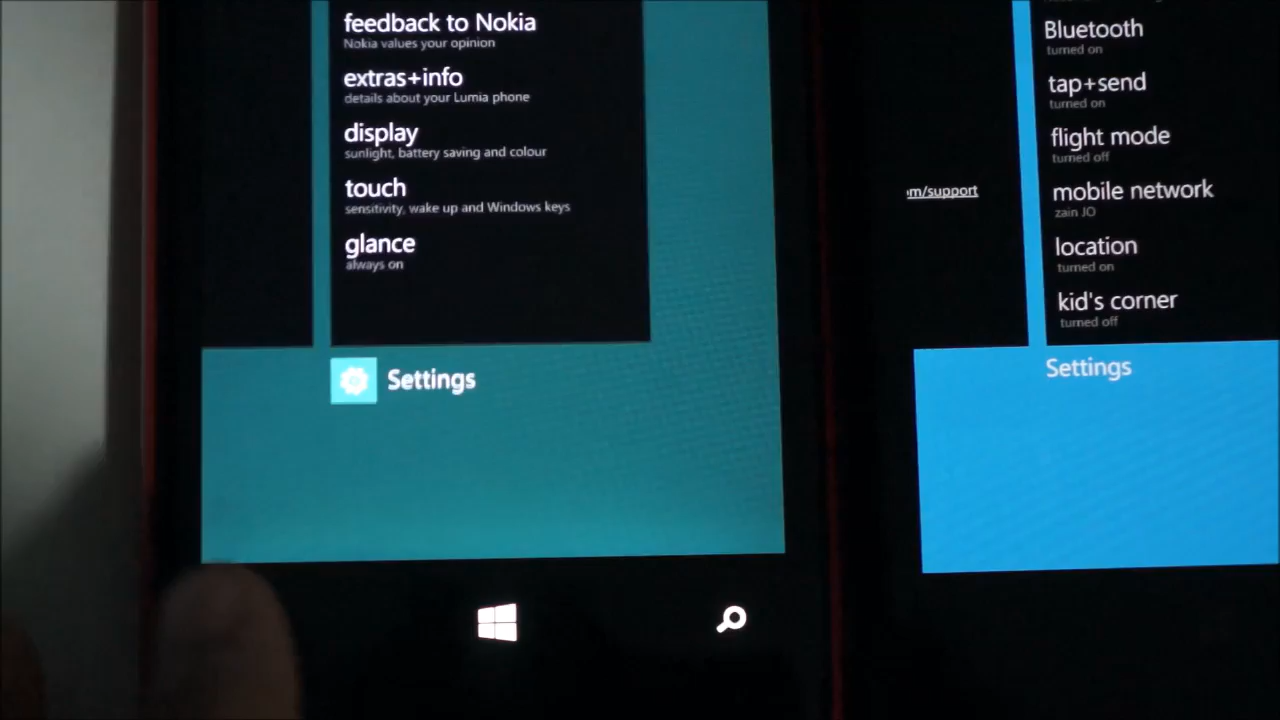 feedback to Nokia
Nokia values your opinion
extras+info
details about your Lumia phone
display
sunlight, battery saving and colour
touch
sensitivity, wake up and Windows keys
glance
always on
Settings
m/support
Bluetooth
turned on
tap+send
turned on
flight mode
turned off
mobile network
zain JO
location
turned on
kid's corner
turned off
Settings